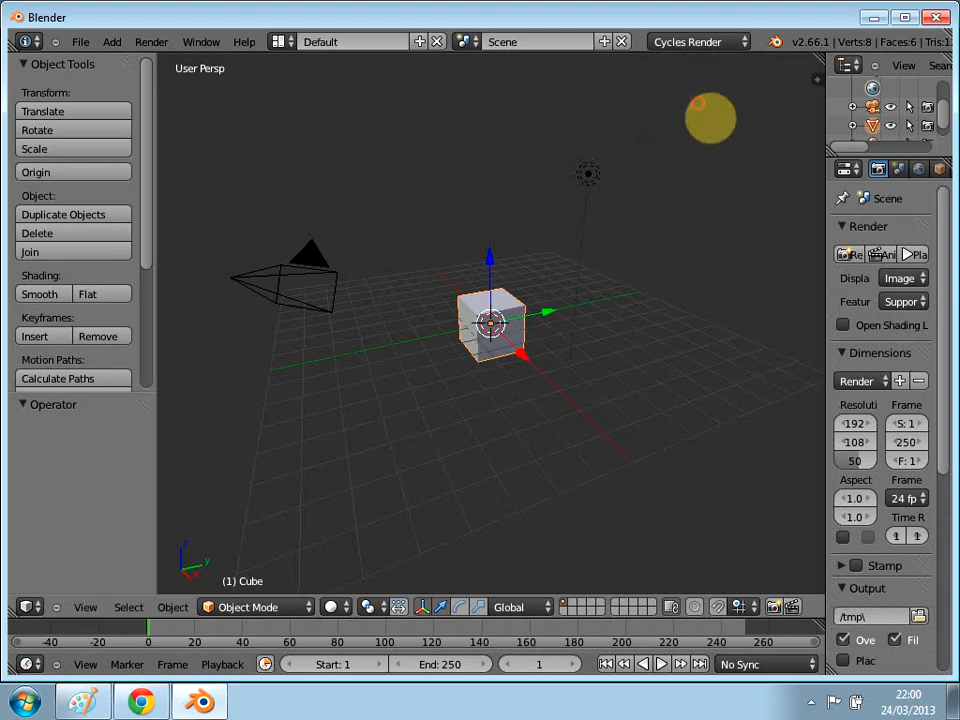 Blender
File Add Render Window Help Default Scene Cycles Render v2.66.1 | Verts:8 | Faces:6 | Tris:1
Object Tools
User Persp
View Sear
Transform:
Translate
Rotate
Scale
Origin
Object:
Duplicate Objects
Delete
Join
Shading:
Smooth Flat
Keyframes:
Insert Remove
Motion Paths:
Calculate Paths
Operator
Scene
Render
Re Ani Pla
Displa Image
Featur Suppor
Open Shading L
Dimensions
Render
Resoluti Frame
192 S: 1
108 250
50 F: 1
Aspect Frame
1.0 24 fp
1.0 Time R
1 1
Stamp
Output
/tmp\
Ove Fil
Plac
z
y
x
(1) Cube
View Select Object Object Mode Global
-40 -20 0 20 40 60 80 100 120 140 160 180 200 220 240 260
View Marker Frame Playback Start: 1 End: 250 1 No Sync
22:00
24/03/2013